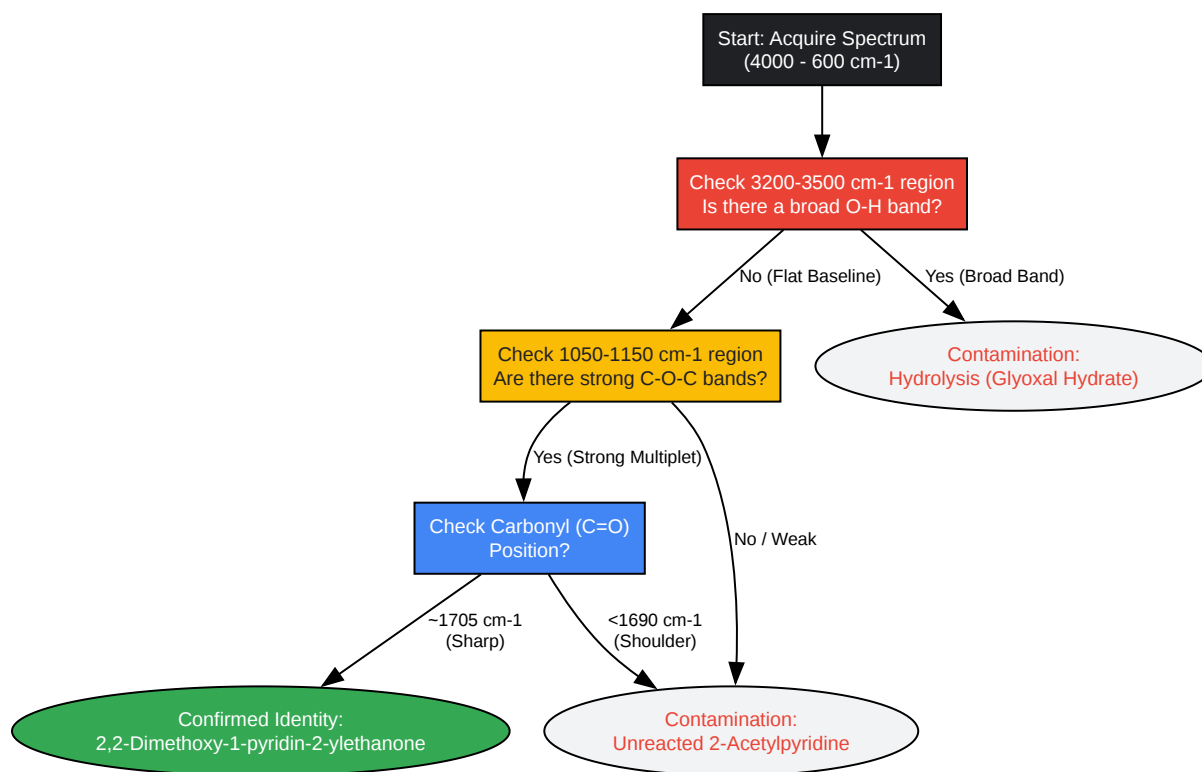 Start: Acquire Spectrum
(4000 - 600 cm-1)
Check 3200-3500 cm-1 region
Is there a broad O-H band?
No (Flat Baseline)
Yes (Broad Band)
Check 1050-1150 cm-1 region
Are there strong C-O-C bands?
Contamination:
Hydrolysis (Glyoxal Hydrate)
Yes (Strong Multiplet)
Check Carbonyl (C=O)
Position?
No / Weak
~1705 cm-1
(Sharp)
<1690 cm-1
(Shoulder)
Confirmed Identity:
2,2-Dimethoxy-1-pyridin-2-ylethanone
Contamination:
Unreacted 2-Acetylpyridine